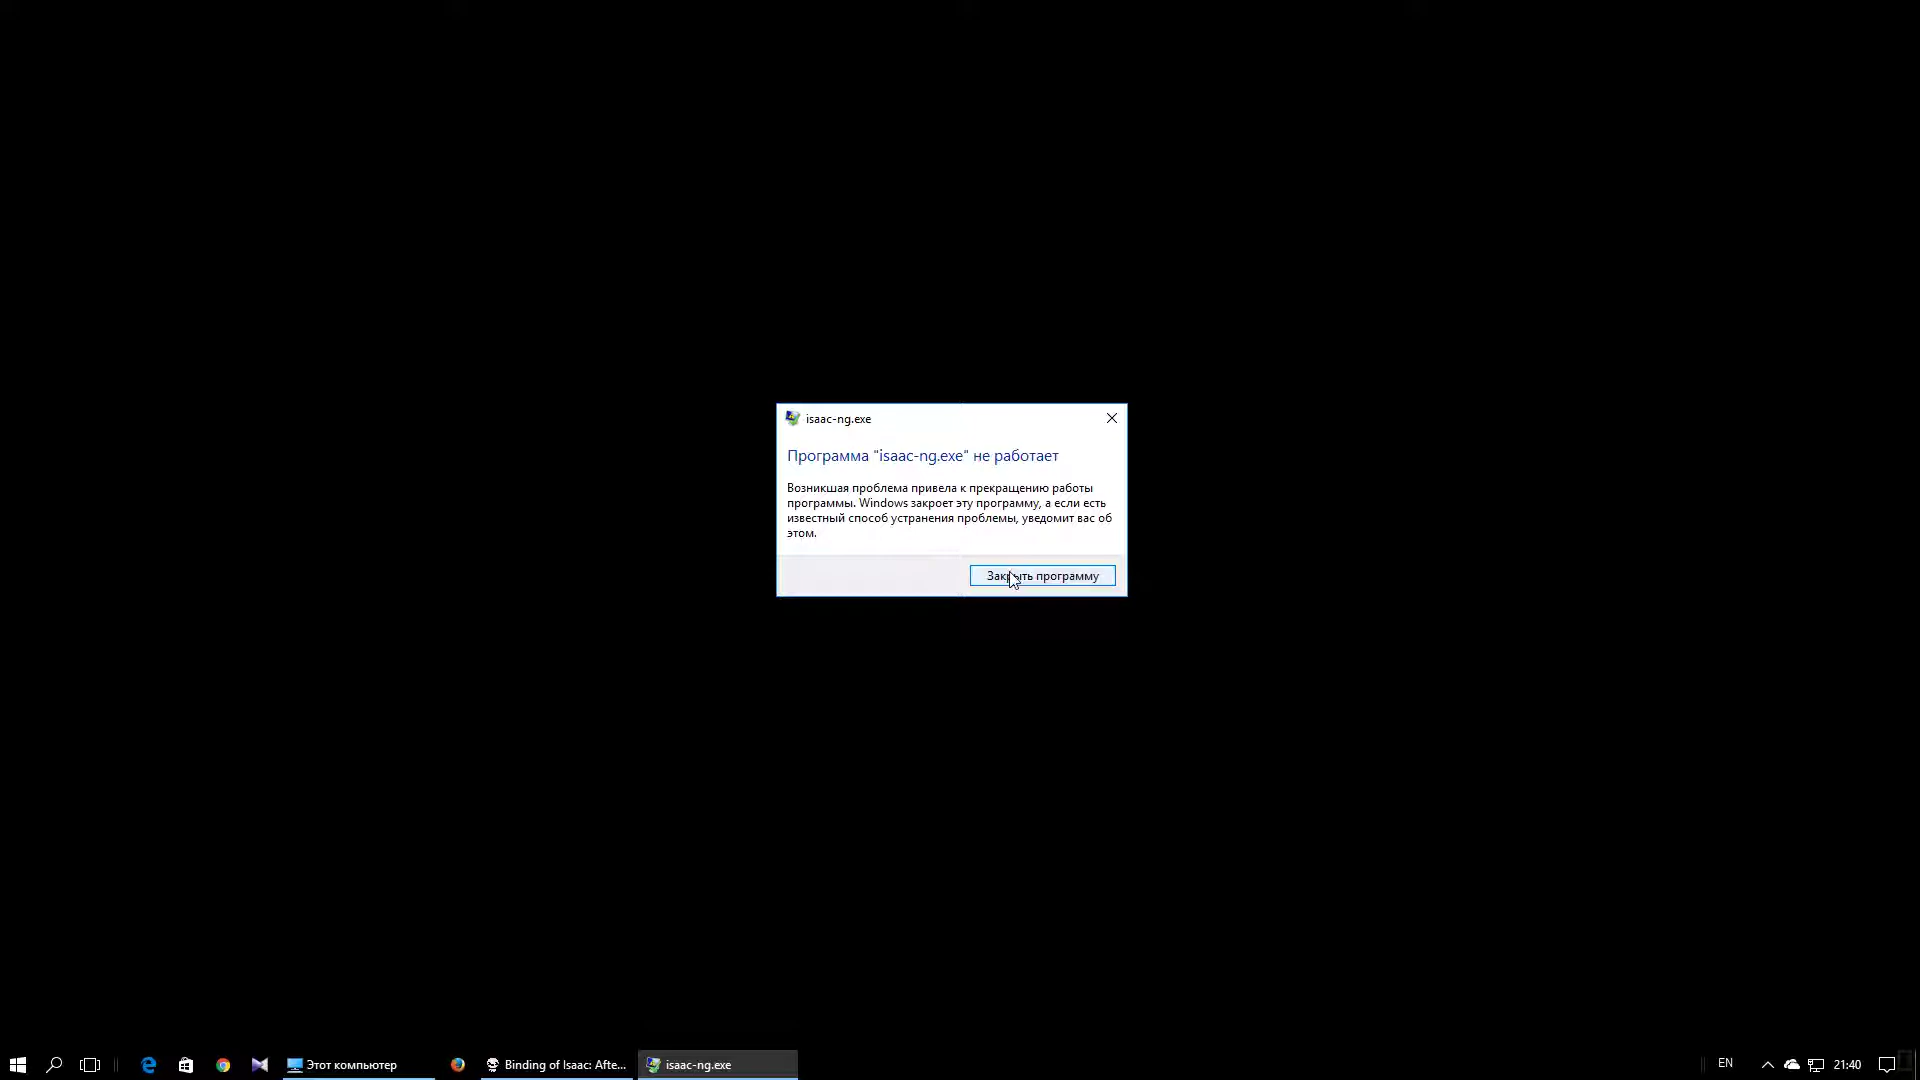 isaac-ng.exe
Программа "isaac-ng.exe" не работает
Возникшая проблема привела к прекращению работы
программы. Windows закроет эту программу, а если есть
известный способ устранения проблемы, уведомит вас об
этом.
Закрыть программу
Этот компьютер
Binding of Isaac: Afte...
isaac-ng.exe
EN
21:40